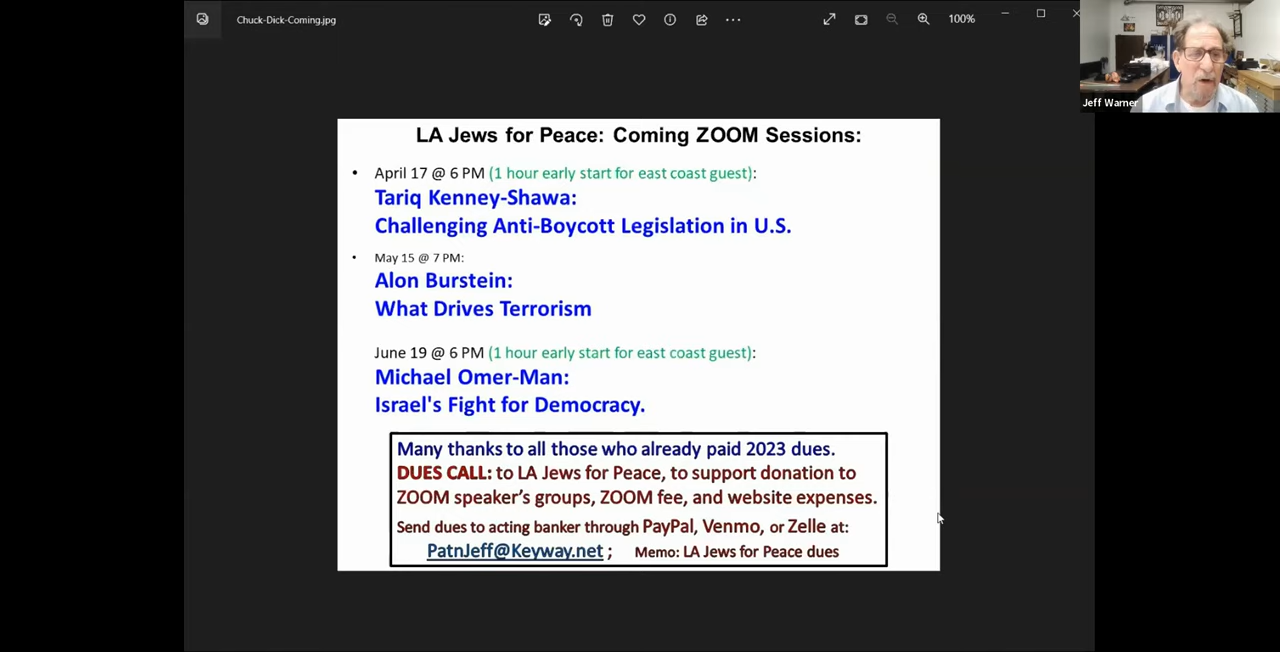 Chuck-Dick-Coming.jpg
100%
Jeff Warner
LA Jews for Peace: Coming ZOOM Sessions:
• April 17 @ 6 PM (1 hour early start for east coast guest):
Tariq Kenney-Shawa:
Challenging Anti-Boycott Legislation in U.S.
• May 15 @ 7 PM:
Alon Burstein:
What Drives Terrorism
June 19 @ 6 PM (1 hour early start for east coast guest):
Michael Omer-Man:
Israel's Fight for Democracy.
Many thanks to all those who already paid 2023 dues.
DUES CALL: to LA Jews for Peace, to support donation to
ZOOM speaker’s groups, ZOOM fee, and website expenses.
Send dues to acting banker through PayPal, Venmo, or Zelle at:
PatnJeff@Keyway.net ; Memo: LA Jews for Peace dues